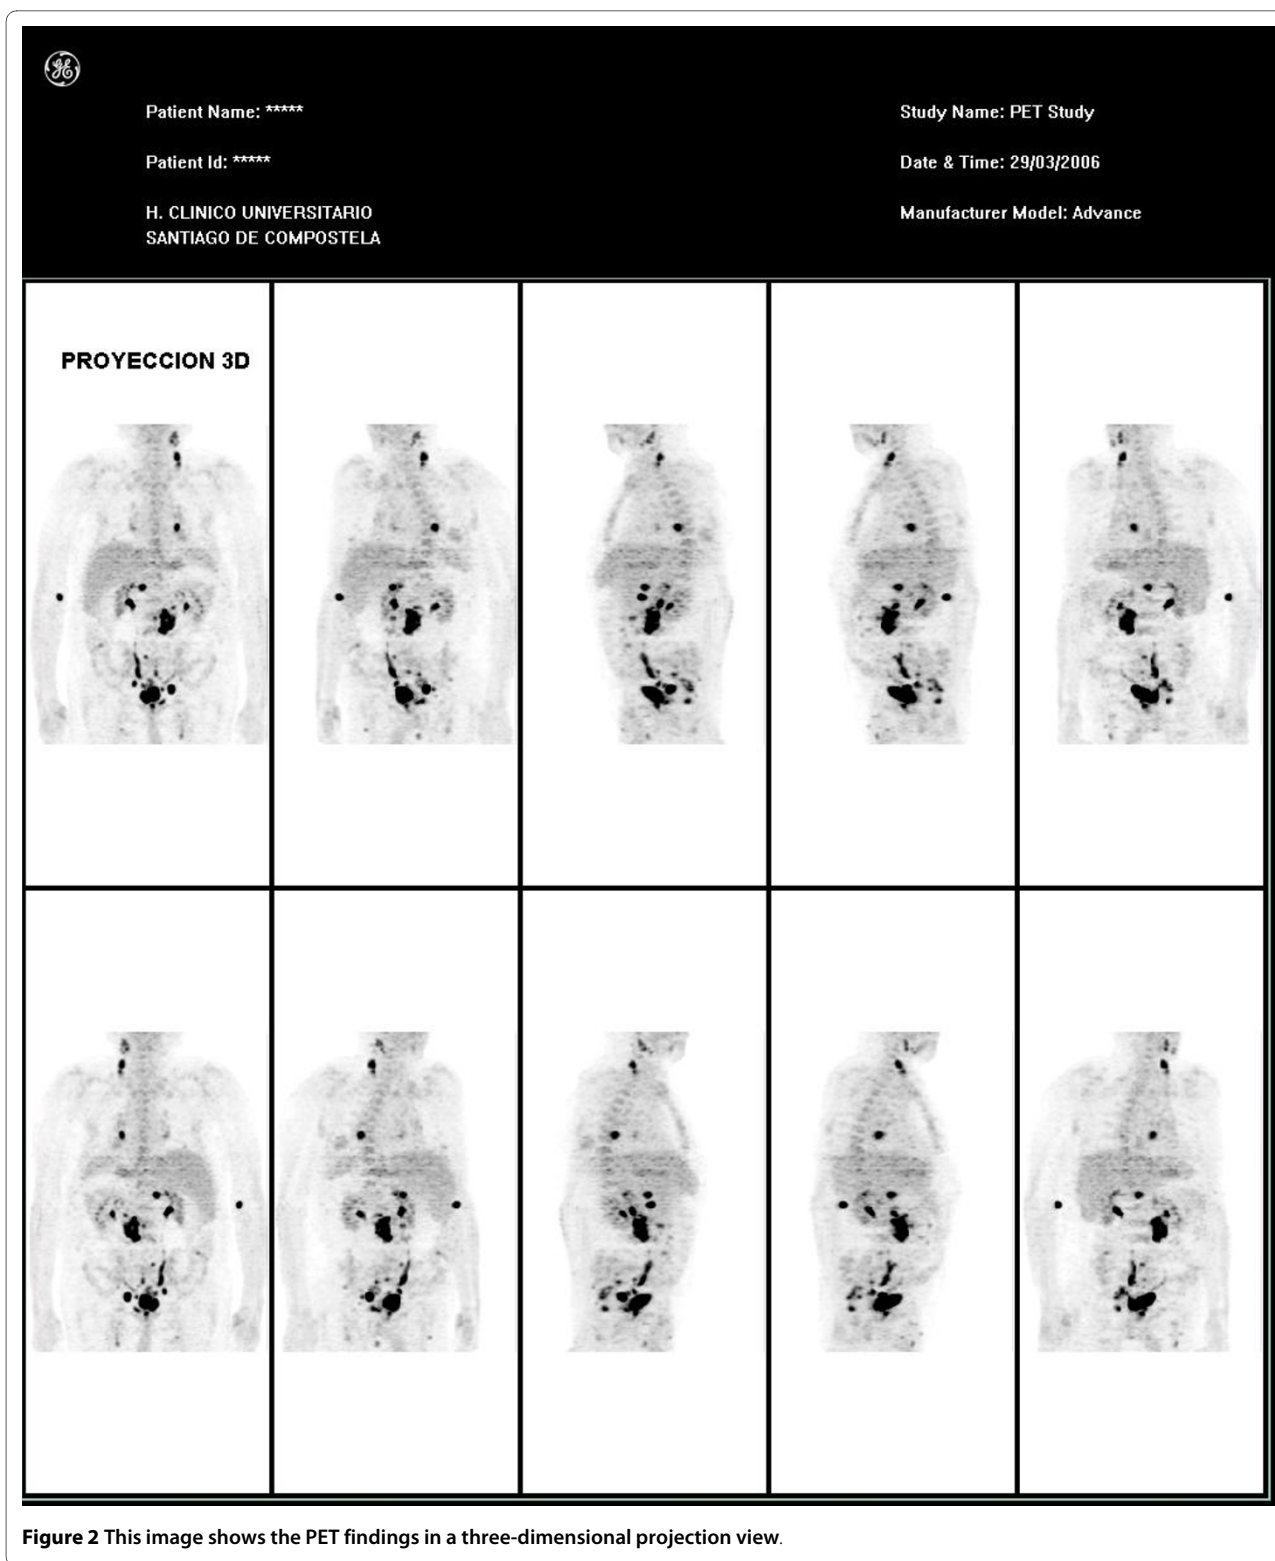 GE
Patient Name: *****
Study Name: PET Study
Patient Id: *****
Date & Time: 29/03/2006
H. CLINICO UNIVERSITARIO
SANTIAGO DE COMPOSTELA
Manufacturer Model: Advance
PROYECCION 3D
Figure 2 This image shows the PET findings in a three-dimensional projection view.